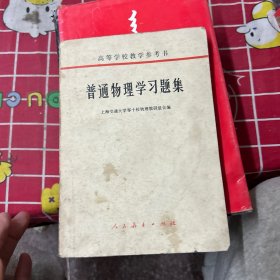 高等学校教学参考书
普通物理学习题集
上海交通大学等十校物理教研组合编
人民教育出版社